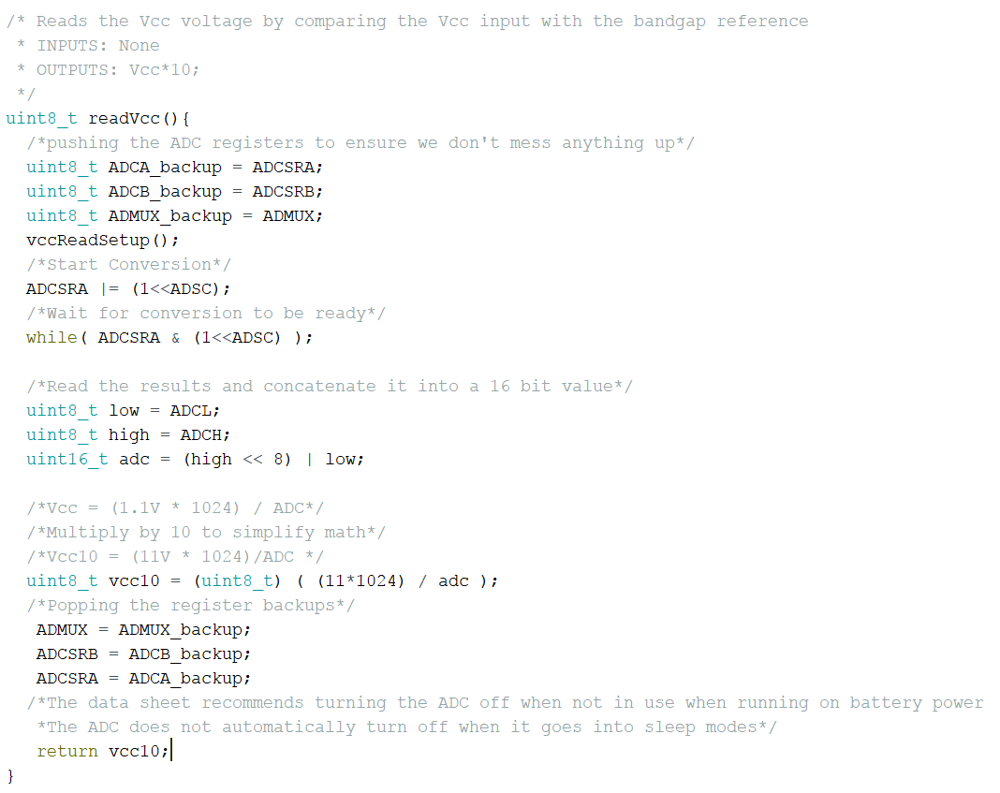 /* Reads the Vcc voltage by comparing the Vcc input with the bandgap reference
 * INPUTS: None
 * OUTPUTS: Vcc*10;
 */
uint8_t readVcc(){
  /*pushing the ADC registers to ensure we don't mess anything up*/
  uint8_t ADCA_backup = ADCSRA;
  uint8_t ADCB_backup = ADCSRB;
  uint8_t ADMUX_backup = ADMUX;
  vccReadSetup();
  /*Start Conversion*/
  ADCSRA |= (1<<ADSC);
  /*Wait for conversion to be ready*/
  while( ADCSRA & (1<<ADSC) );

  /*Read the results and concatenate it into a 16 bit value*/
  uint8_t low = ADCL;
  uint8_t high = ADCH;
  uint16_t adc = (high << 8) | low;

  /*Vcc = (1.1V * 1024) / ADC*/
  /*Multiply by 10 to simplify math*/
  /*Vcc10 = (11V * 1024)/ADC */
  uint8_t vcc10 = (uint8_t) ( (11*1024) / adc );
  /*Popping the register backups*/
   ADMUX = ADMUX_backup;
   ADCSRB = ADCB_backup;
   ADCSRA = ADCA_backup;
  /*The data sheet recommends turning the ADC off when not in use when running on battery power
   *The ADC does not automatically turn off when it goes into sleep modes*/
   return vcc10;
}